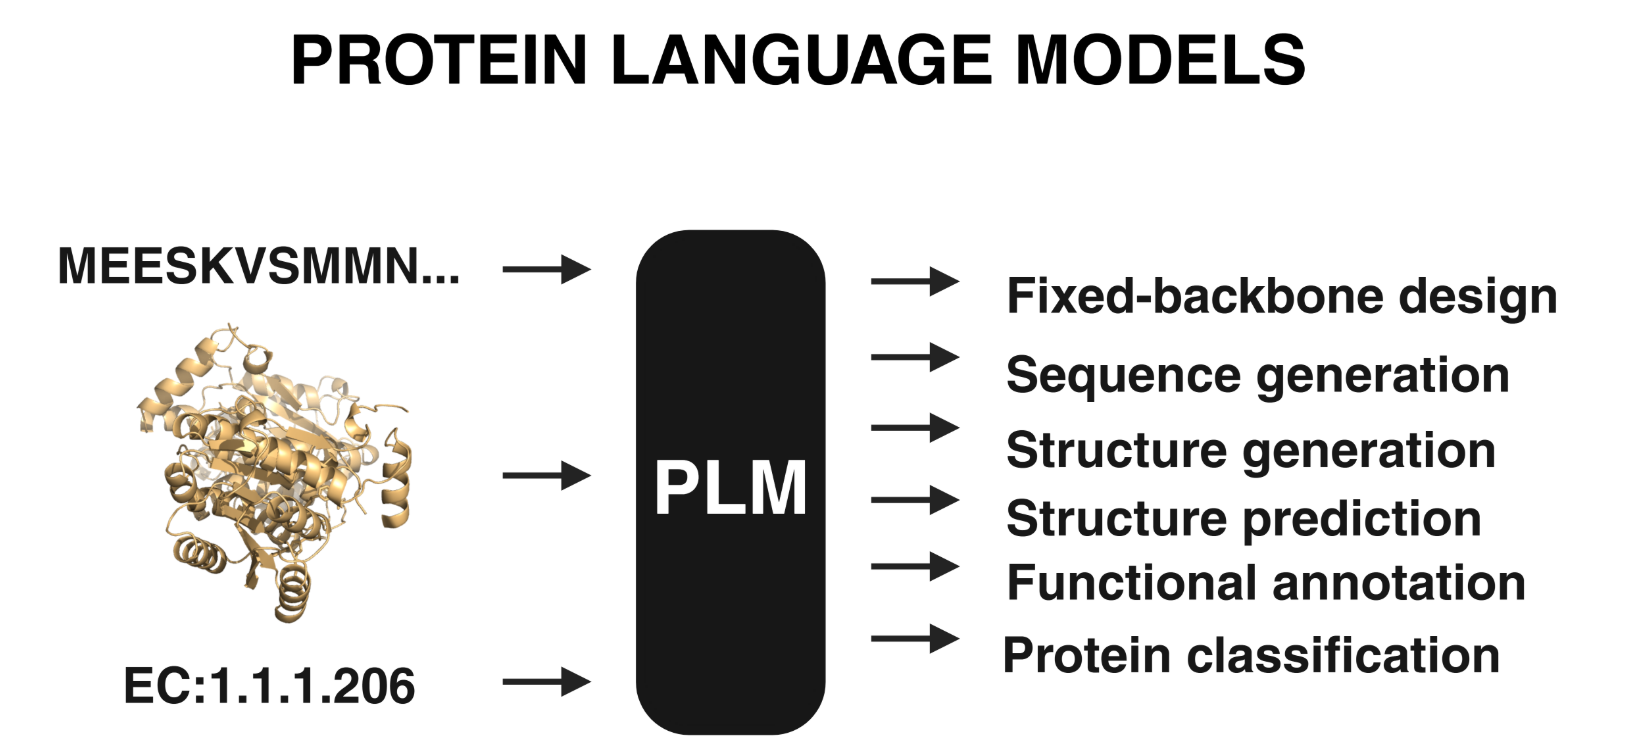 PROTEIN LANGUAGE MODELS
MEESKVSMMN...
EC:1.1.1.206
PLM
Fixed-backbone design
Sequence generation
Structure generation
Structure prediction
Functional annotation
Protein classification